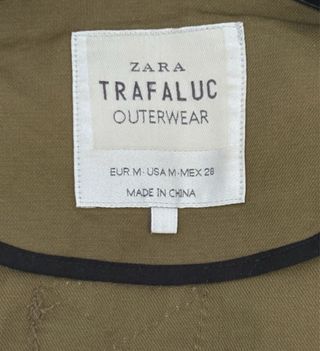 ZARA
TRAFALUC
OUTERWEAR
EUR M · USA M · MEX 28
MADE IN CHINA